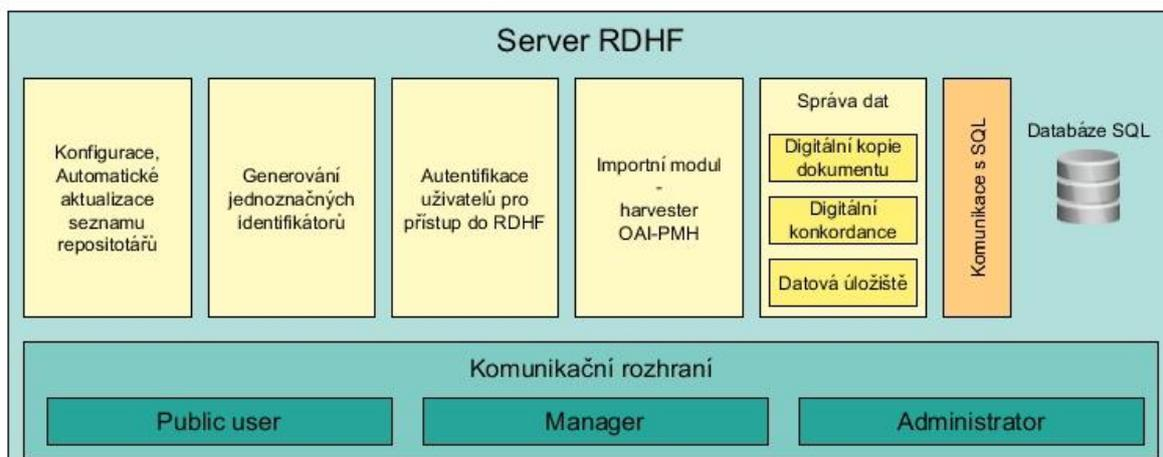 Server RDHF
Konfigurace,
Automatické
aktualizace
seznamu
repositotářů
Generování
jednoznačných
identifikátorů
Autentifikace
uživatelů pro
přístup do RDHF
Importní modul
-
harvester
OAI-PMH
Správa dat
Digitální kopie
dokumentu
Digitální
konkordance
Datová úložiště
Komunikace s SQL
Databáze SQL
Komunikační rozhraní
Public user
Manager
Administrator